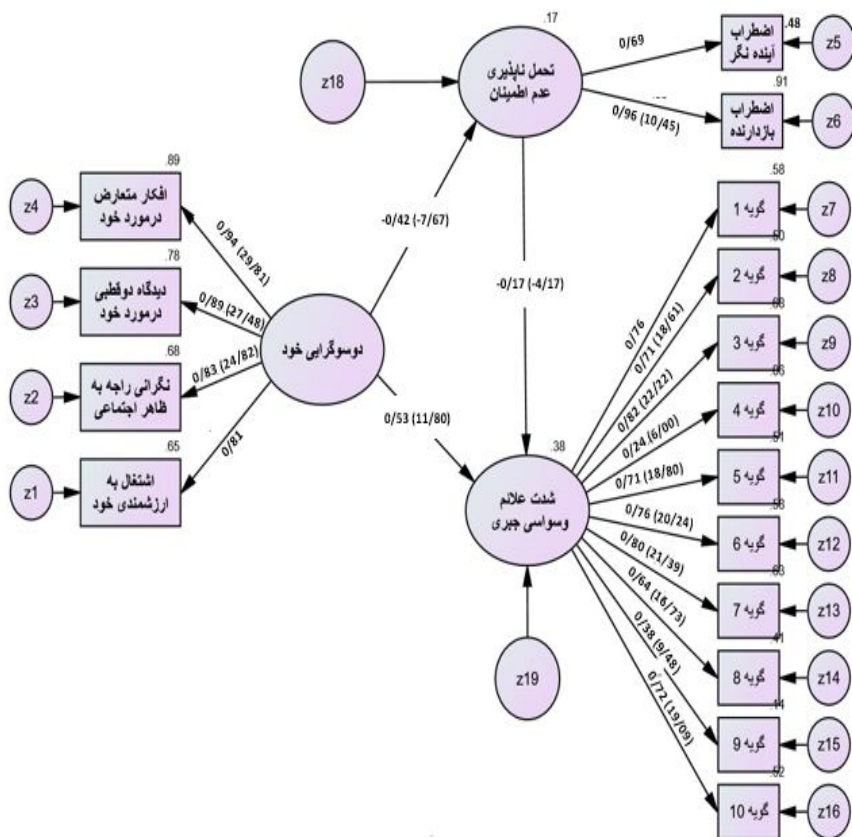 .17
تحمل ناپذیری
عدم اطمینان
z18
0/69
.48
اضطراب
آینده نگر
z5
0/96 (10/45)
.91
اضطراب
بازدارنده
z6
.89
افکار متعارض
درمورد خود
z4
0/94 (29/81)
.78
دیدگاه دوقطبی
درمورد خود
z3
0/89 (27/48)
.68
نگرانی راجه به
ظاهر اجتماعی
z2
0/83 (24/82)
.65
اشتغال به
ارزشمندی خود
z1
0/81
دوسوگرایی خود
-0/42 (-7/67)
-0/17 (-4/17)
0/53 (11/80)
.38
شدت علائم
وسواسی جبری
z19
.58
گویه 1
z7
0/76
گویه 2
z8
0/71 (18/61)
گویه 3
z9
0/82 (22/22)
گویه 4
z10
0/24 (6/00)
گویه 5
z11
0/71 (18/80)
گویه 6
z12
0/76 (20/24)
گویه 7
z13
0/80 (21/39)
گویه 8
z14
0/64 (16/73)
گویه 9
z15
0/38 (9/48)
گویه 10
z16
0/72 (19/09)